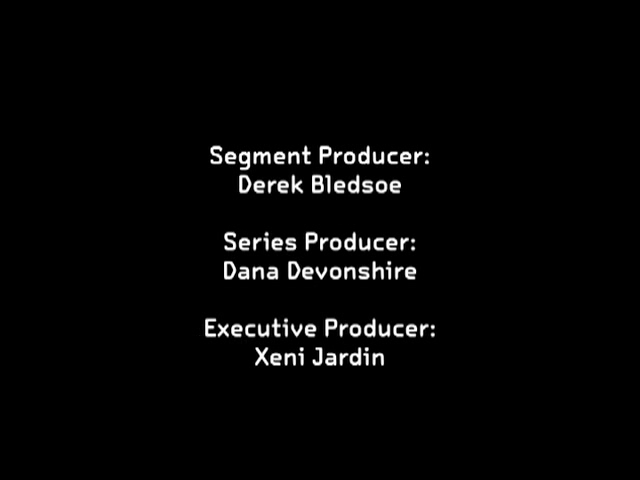 Segment Producer:
Derek Bledsoe
Series Producer:
Dana Devonshire
Executive Producer:
Xeni Jardin